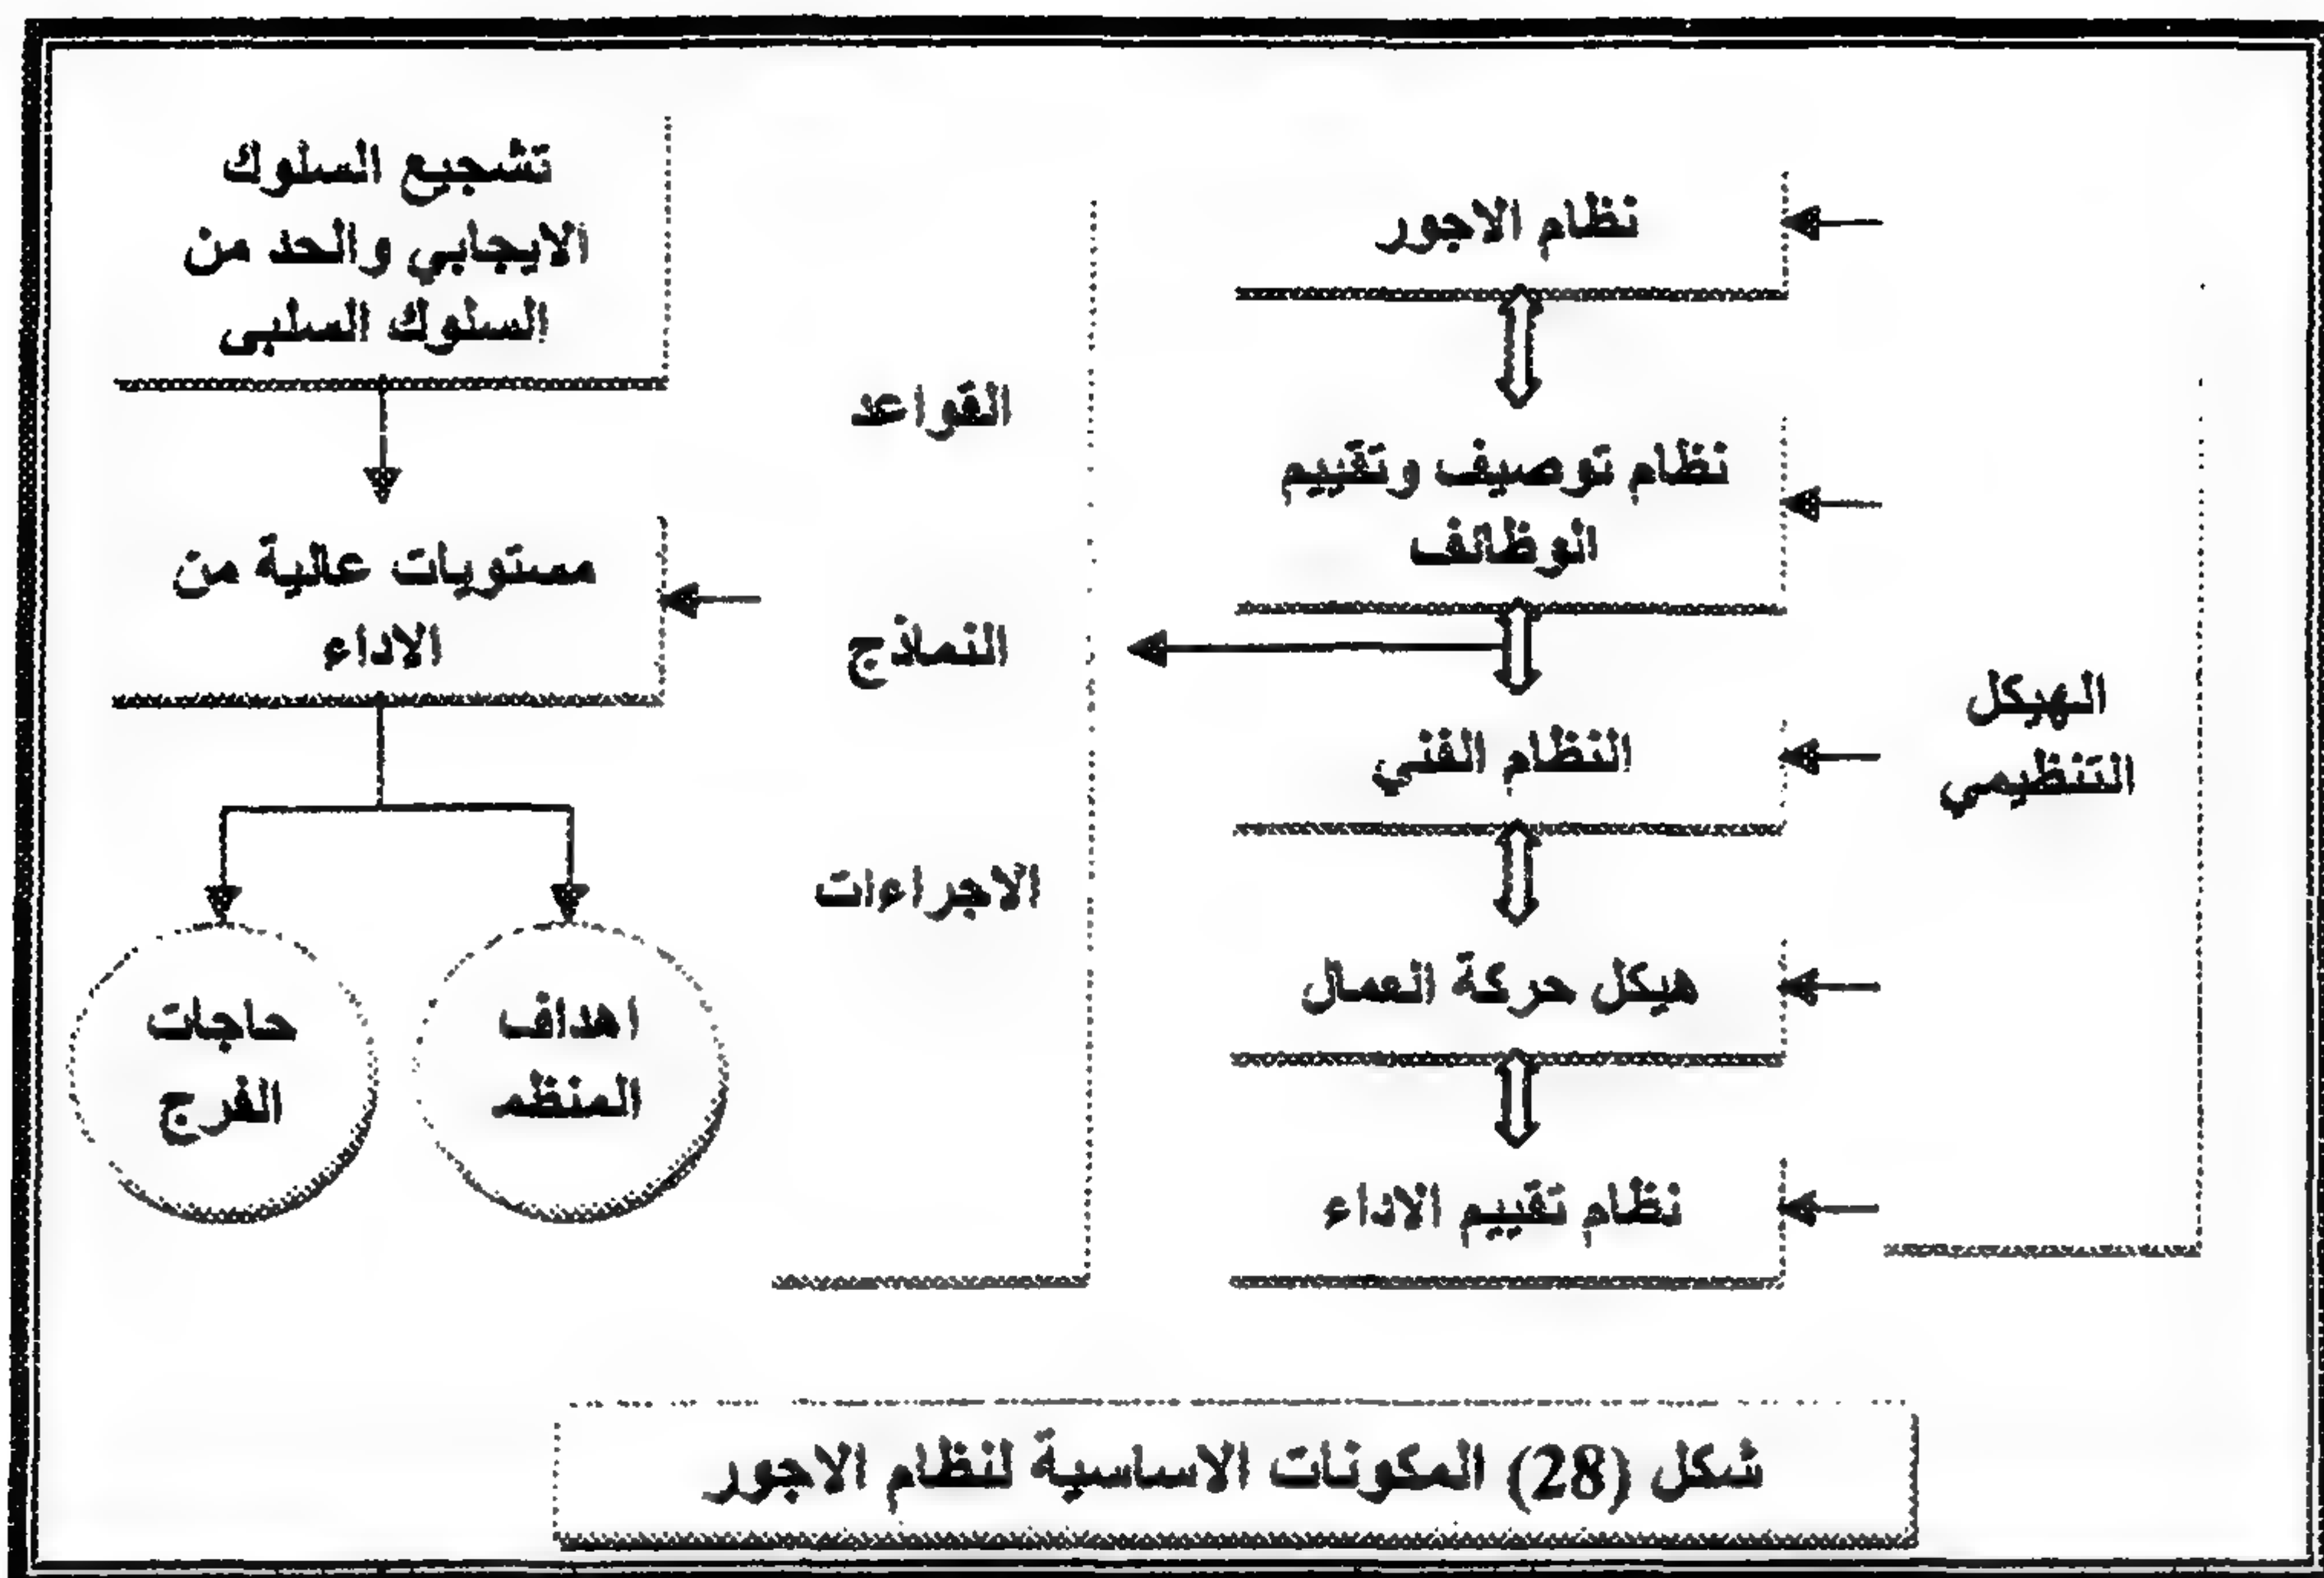 الهيكل
التنظيمي
نظام الاجور
نظام توصيف وتقييم
الوظائف
النظام الفني
هيكل حركة العمال
نظام تقييم الاداء
القواعد
النماذج
الاجراءات
تشجيع السلوك
الايجابي والحد من
السلوك السلبى
مستويات عالية من
الاداء
اهداف
المنظم
حاجات
الفرج
شكل (28) المكونات الاساسية لنظام الاجور